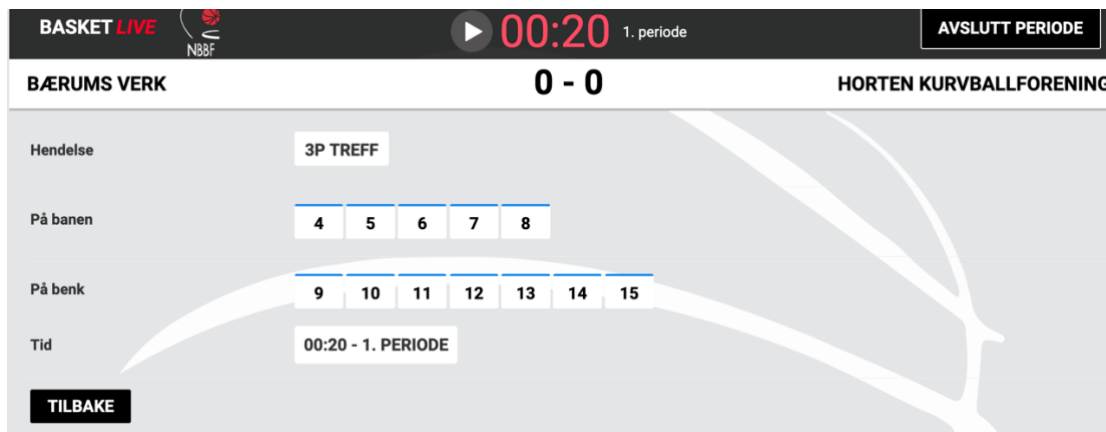 BASKET LIVE NBBF 00:20 1. periode AVSLUTT PERIODE
BÆRUMS VERK 0 - 0 HORTEN KURVBALLFORENING
Hendelse 3P TREFF
På banen 4 5 6 7 8
På benk 9 10 11 12 13 14 15
Tid 00:20 - 1. PERIODE
TILBAKE